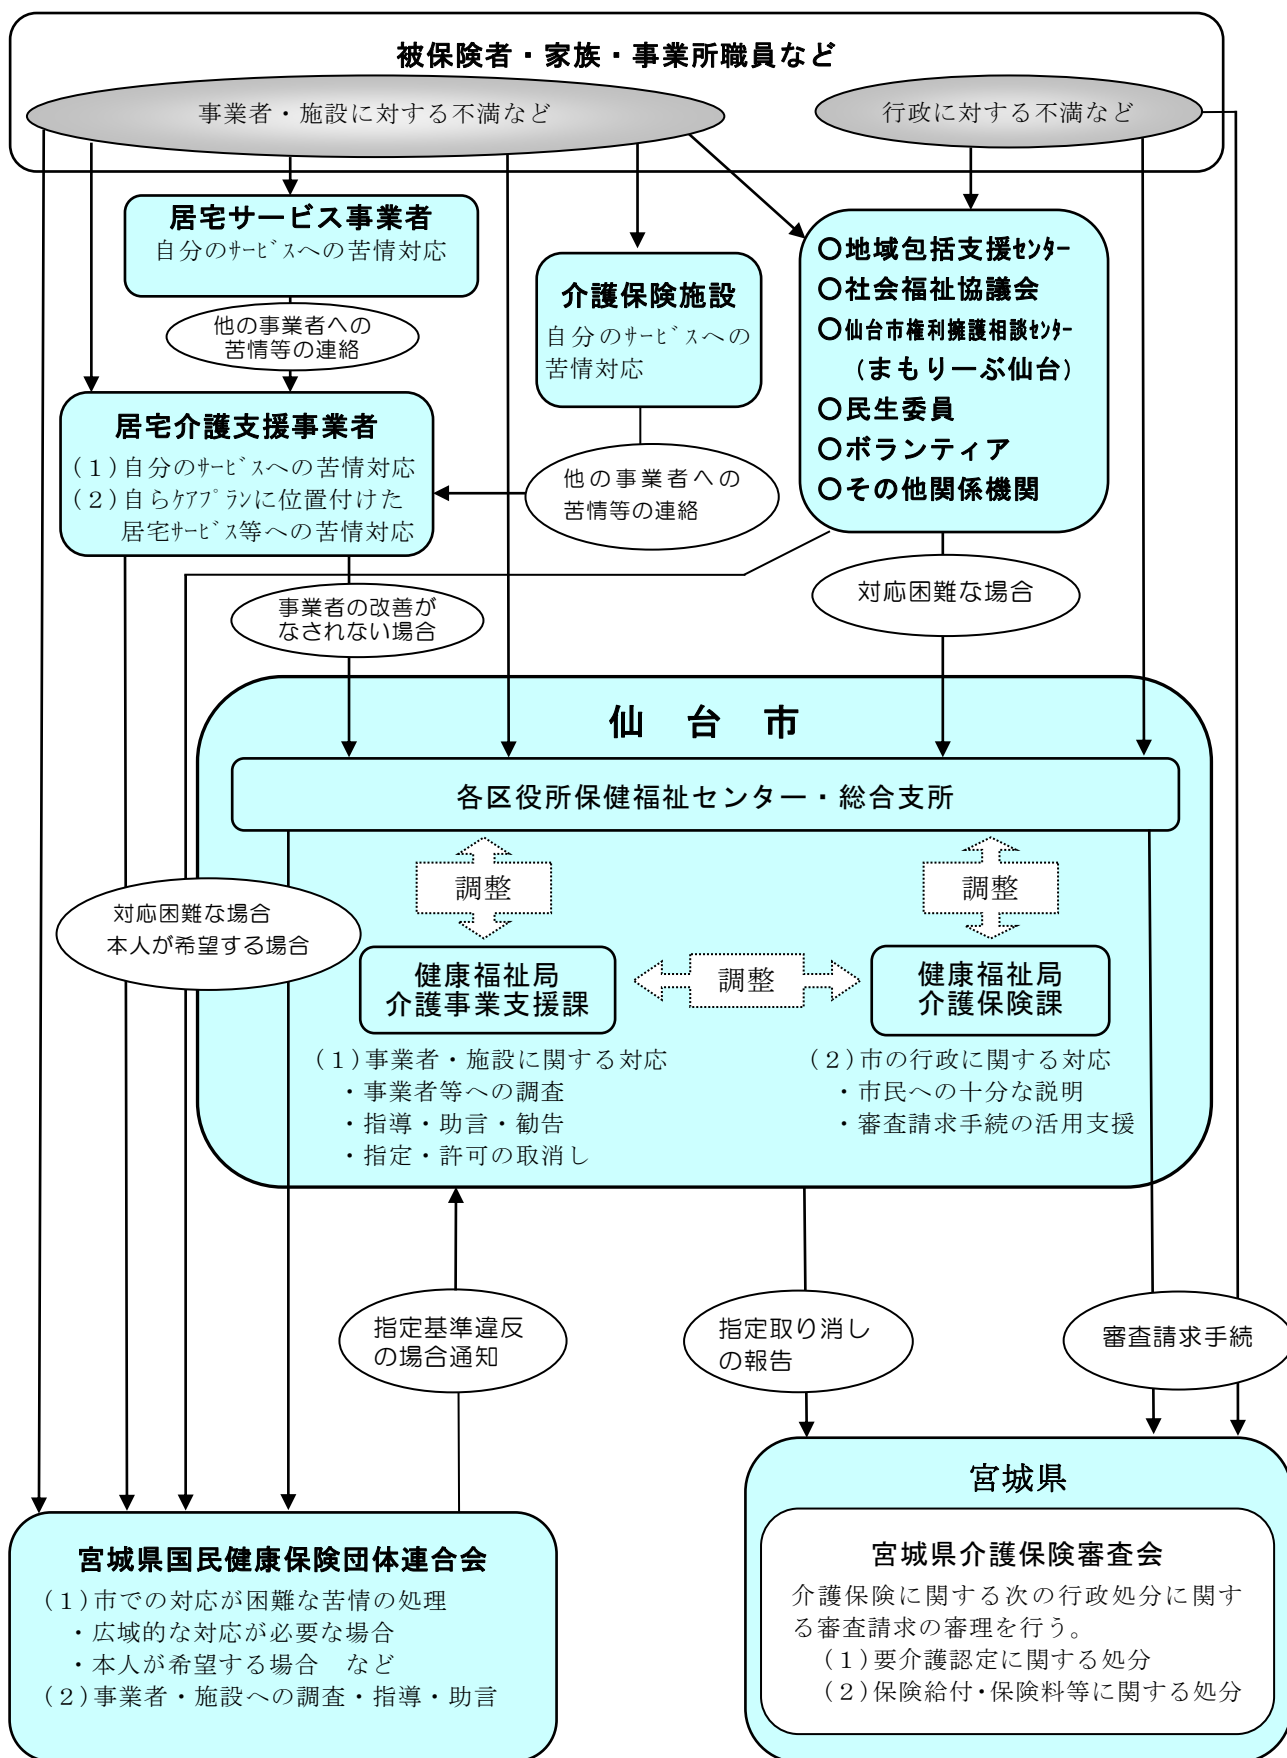 被保険者・家族・事業所職員など
事業者・施設に対する不満など
行政に対する不満など
居宅サービス事業者
自分のｻｰﾋﾞｽへの苦情対応
他の事業者への
苦情等の連絡
介護保険施設
自分のｻｰﾋﾞｽへの
苦情対応
〇地域包括支援ｾﾝﾀｰ
〇社会福祉協議会
〇仙台市権利擁護相談ｾﾝﾀｰ
（まもりーぶ仙台）
〇民生委員
〇ボランティア
〇その他関係機関
居宅介護支援事業者
（１）自分のｻｰﾋﾞｽへの苦情対応
（２）自らｹｱﾌﾟﾗﾝに位置付けた
居宅ｻｰﾋﾞｽ等への苦情対応
他の事業者への
苦情等の連絡
事業者の改善が
なされない場合
対応困難な場合
仙　台　市
各区役所保健福祉センター・総合支所
調整
調整
対応困難な場合
本人が希望する場合
健康福祉局
介護事業支援課
調整
健康福祉局
介護保険課
（１）事業者・施設に関する対応
・事業者等への調査
・指導・助言・勧告
・指定・許可の取消し
（２）市の行政に関する対応
・市民への十分な説明
・審査請求手続の活用支援
指定基準違反
の場合通知
指定取り消し
の報告
審査請求手続
宮城県国民健康保険団体連合会
（１）市での対応が困難な苦情の処理
・広域的な対応が必要な場合
・本人が希望する場合　など
（２）事業者・施設への調査・指導・助言
宮城県
宮城県介護保険審査会
介護保険に関する次の行政処分に関す
る審査請求の審理を行う。
（１）要介護認定に関する処分
（２）保険給付・保険料等に関する処分